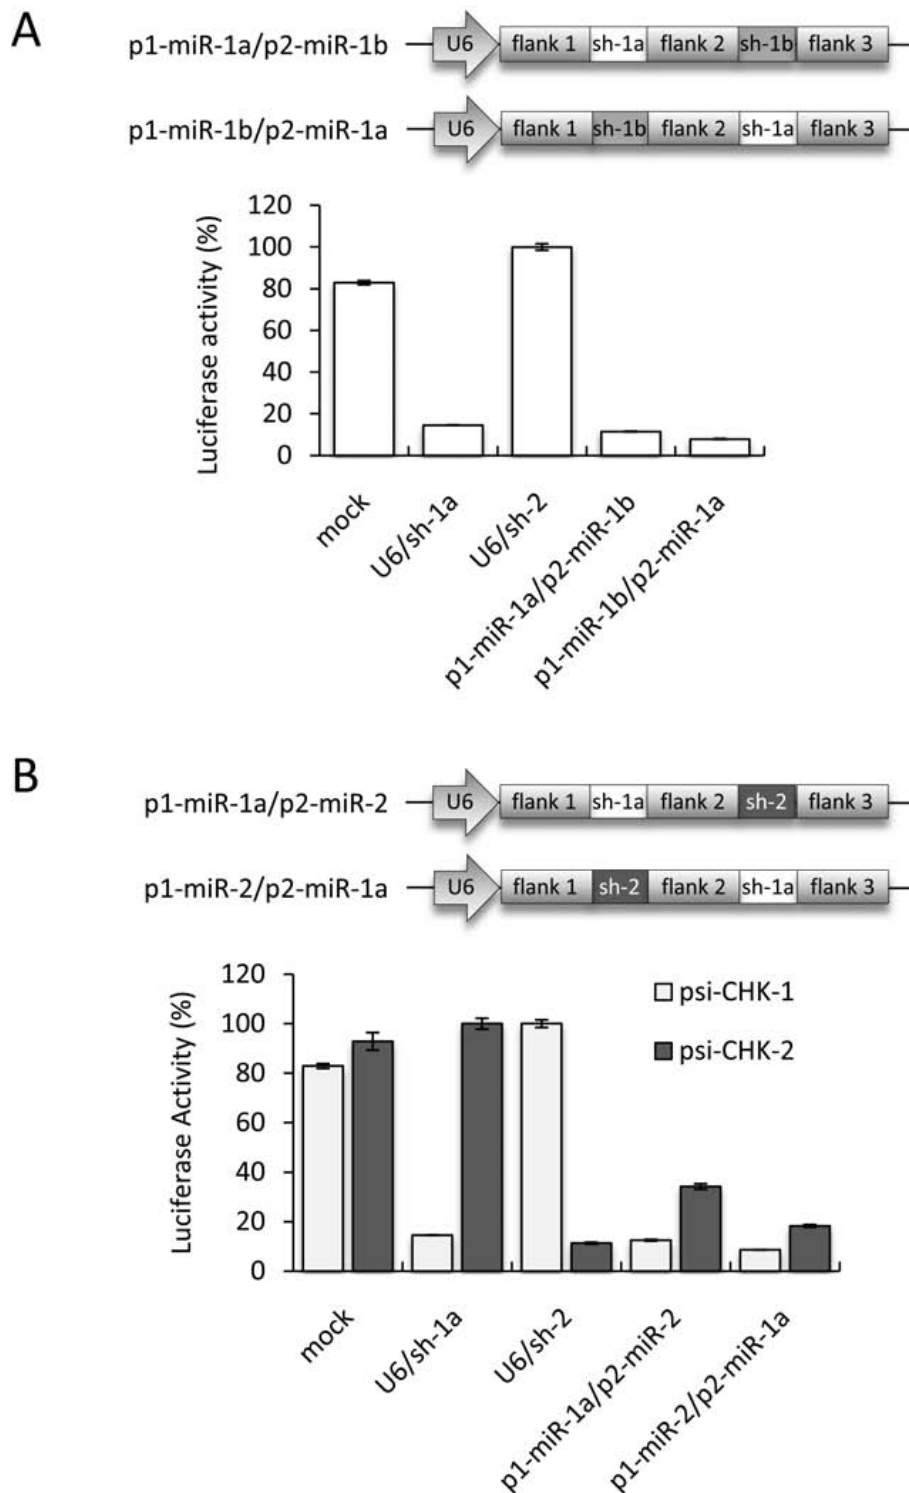 A
p1-miR-1a/p2-miR-1b U6 flank 1 sh-1a flank 2 sh-1b flank 3
p1-miR-1b/p2-miR-1a U6 flank 1 sh-1b flank 2 sh-1a flank 3
Luciferase activity (%)
120
100
80
60
40
20
0
mock
U6/sh-1a
U6/sh-2
p1-miR-1a/p2-miR-1b
p1-miR-1b/p2-miR-1a
B
p1-miR-1a/p2-miR-2 U6 flank 1 sh-1a flank 2 sh-2 flank 3
p1-miR-2/p2-miR-1a U6 flank 1 sh-2 flank 2 sh-1a flank 3
Luciferase Activity (%)
120
100
80
60
40
20
0
psi-CHK-1
psi-CHK-2
mock
U6/sh-1a
U6/sh-2
p1-miR-1a/p2-miR-2
p1-miR-2/p2-miR-1a